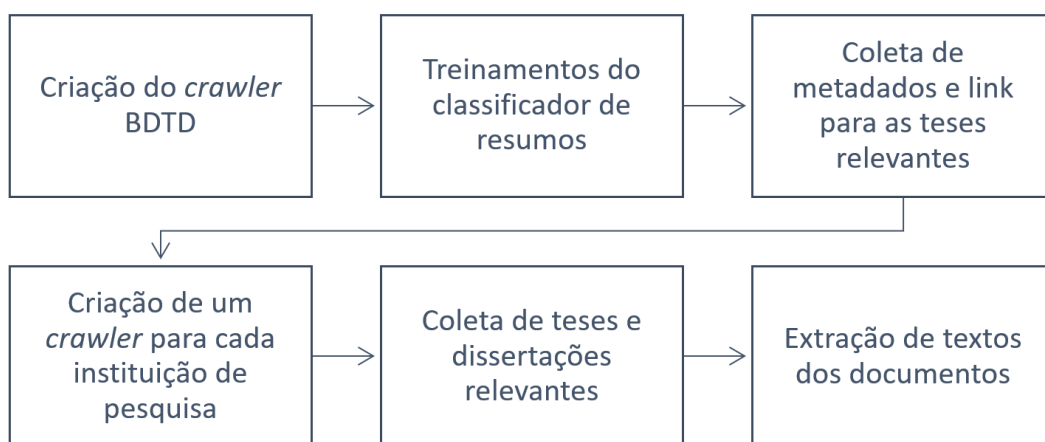 Criação do crawler
BDTD
Treinamentos do
classificador de
resumos
Coleta de
metadados e link
para as teses
relevantes
Criação de um
crawler para cada
instituição de
pesquisa
Coleta de teses e
dissertações
relevantes
Extração de textos
dos documentos